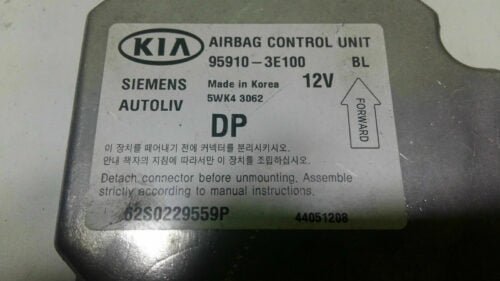 KIA AIRBAG CONTROL UNIT
95910-3E100 BL
SIEMENS Made in Korea 12V
AUTOLIV 5WK4 3062
FORWARD
DP
이 장치를 떼어내기 전에 커넥터를 분리시키시오.
안내 책자의 지침에 따라서만 이 장치를 조립하십시오.
Detach connector before unmounting. Assemble
strictly according to manual instructions.
62S0229559P 44051208